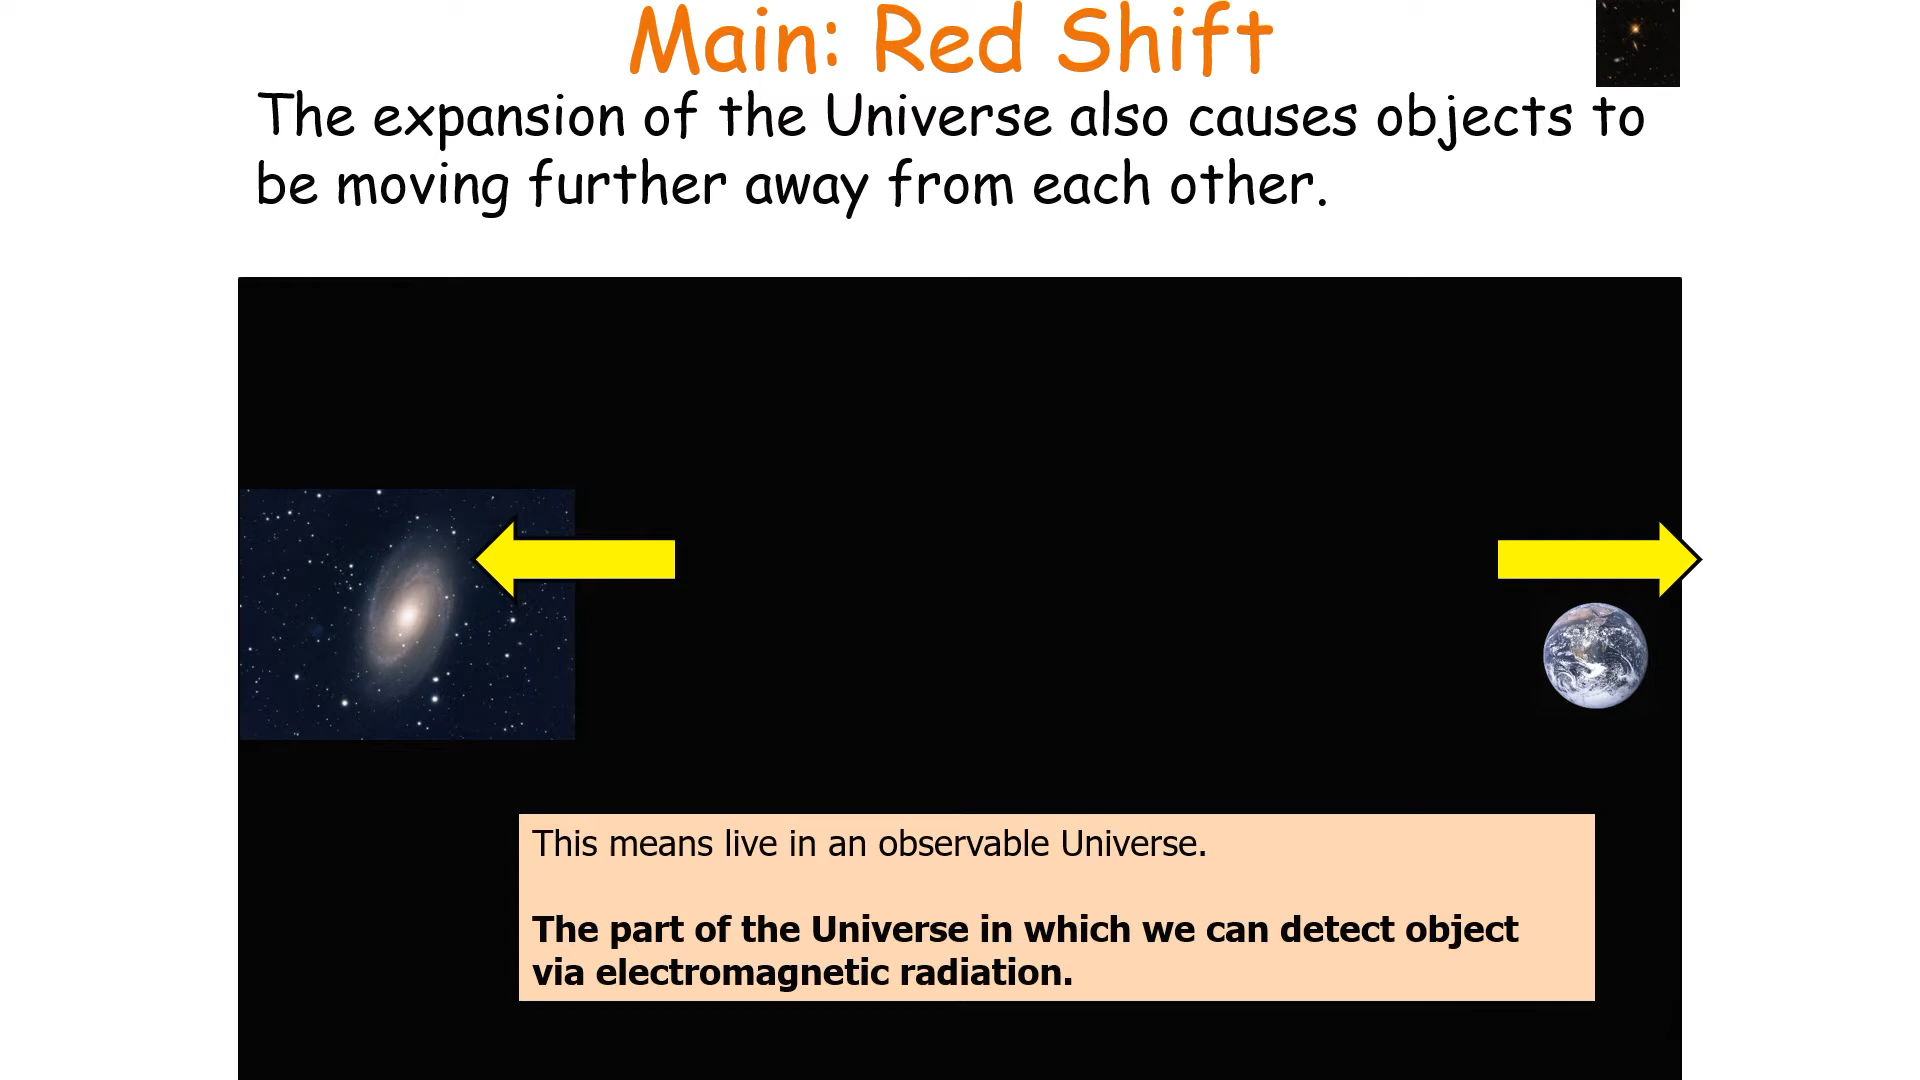 Main: Red Shift
The expansion of the Universe also causes objects to
be moving further away from each other.
This means live in an observable Universe.
The part of the Universe in which we can detect object
via electromagnetic radiation.